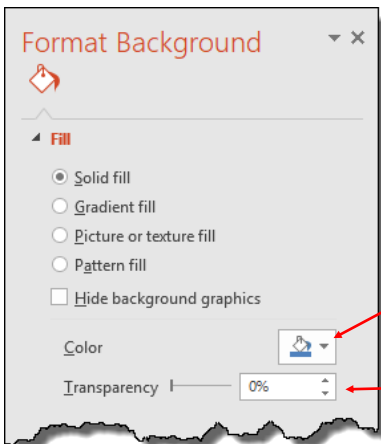 Format Background
Fill
Solid fill
Gradient fill
Picture or texture fill
Pattern fill
Hide background graphics
Color
Transparency 0%